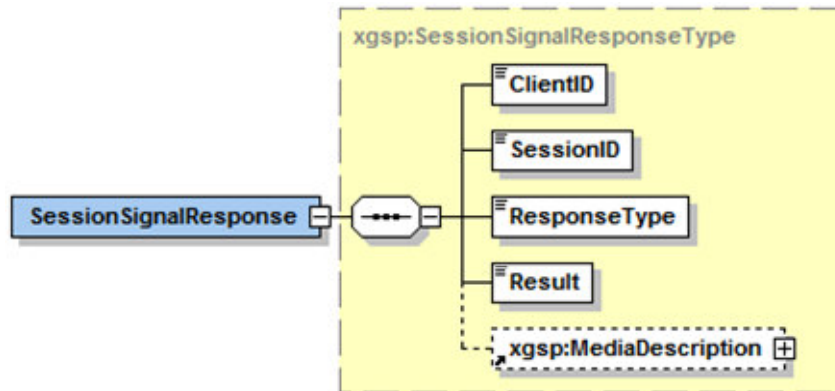 xgsp:SessionSignalResponseType
ClientID
SessionID
SessionSignalResponse
ResponseType
Result
xgsp:MediaDescription